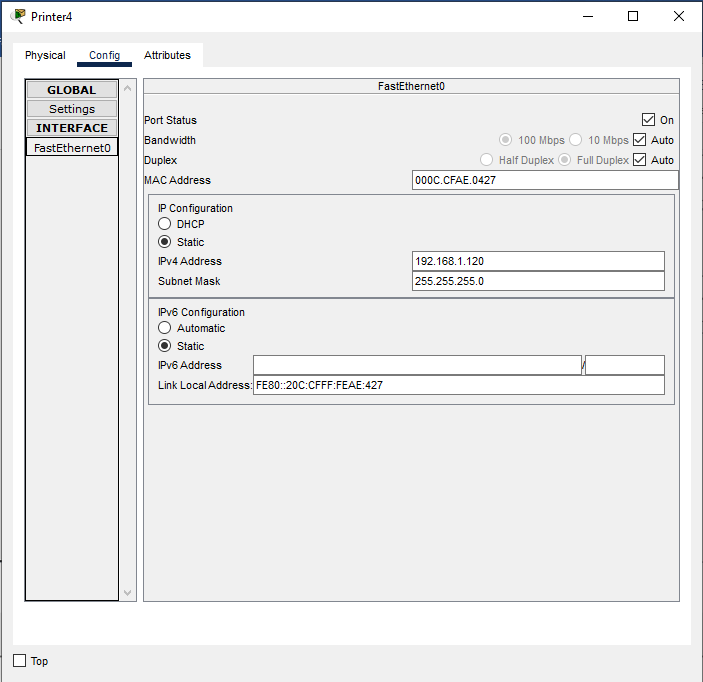 Printer4
Physical Config Attributes
GLOBAL
Settings
INTERFACE
FastEthernet0
FastEthernet0
Port Status On
Bandwidth 100 Mbps 10 Mbps Auto
Duplex Half Duplex Full Duplex Auto
MAC Address 000C.CFAE.0427
IP Configuration
DHCP
Static
IPv4 Address 192.168.1.120
Subnet Mask 255.255.255.0
IPv6 Configuration
Automatic
Static
IPv6 Address /
Link Local Address: FE80::20C:CFFF:FEAE:427
Top